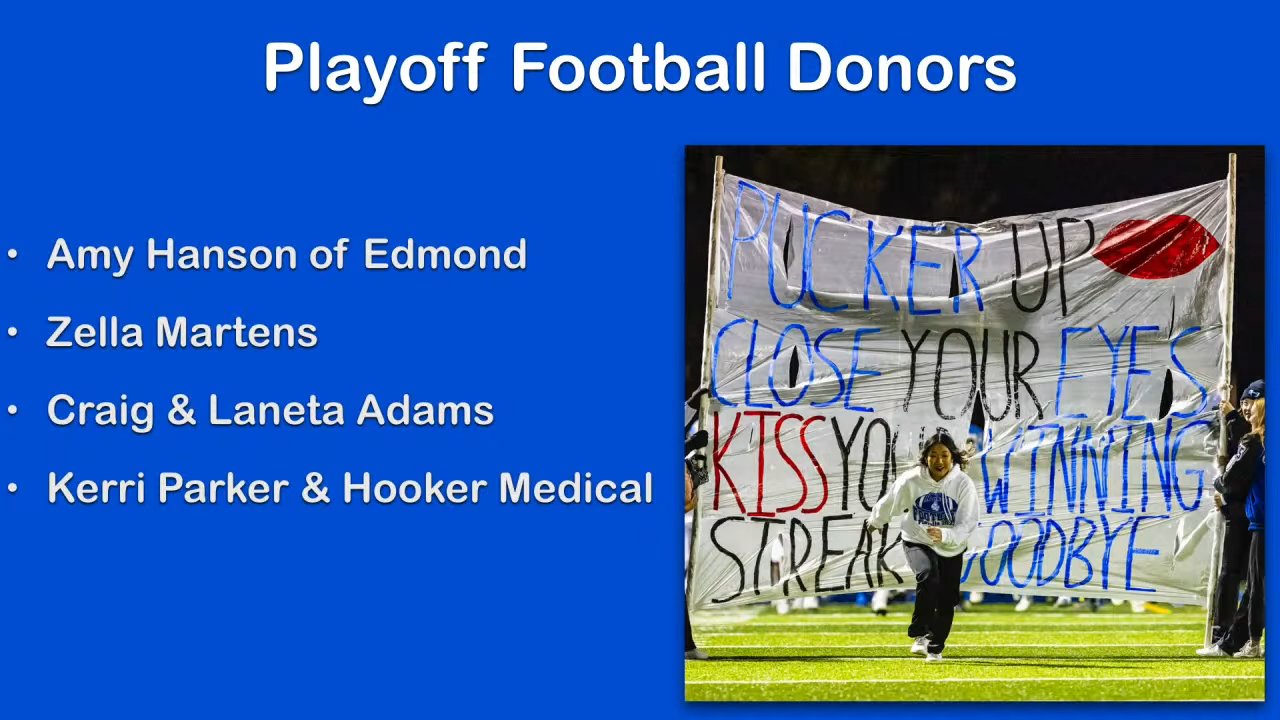 Playoff Football Donors
• Amy Hanson of Edmond
• Zella Martens
• Craig & Laneta Adams
• Kerri Parker & Hooker Medical
PUCKER UP
CLOSE YOUR EYES
KISS WINNING
STREAK GOODBYE
FOOTBALL